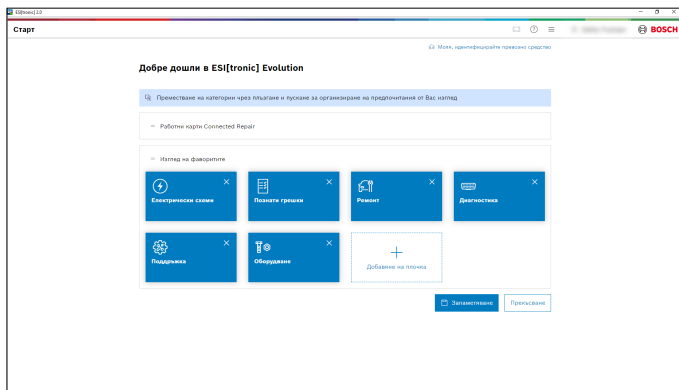 ESI[tronic] 2.0
Старт
BOSCH
Моля, идентифицирайте превозно средство
Добре дошли в ESI[tronic] Evolution
Преместване на категории чрез плъзгане и пускане за организиране на предпочитания от Вас изглед
Работни карти Connected Repair
Изглед на фаворитите
Електрически схеми
Познати грешки
Ремонт
Диагностика
Поддръжка
Оборудване
Добавяне на плочка
Запаметяване
Прекъсване